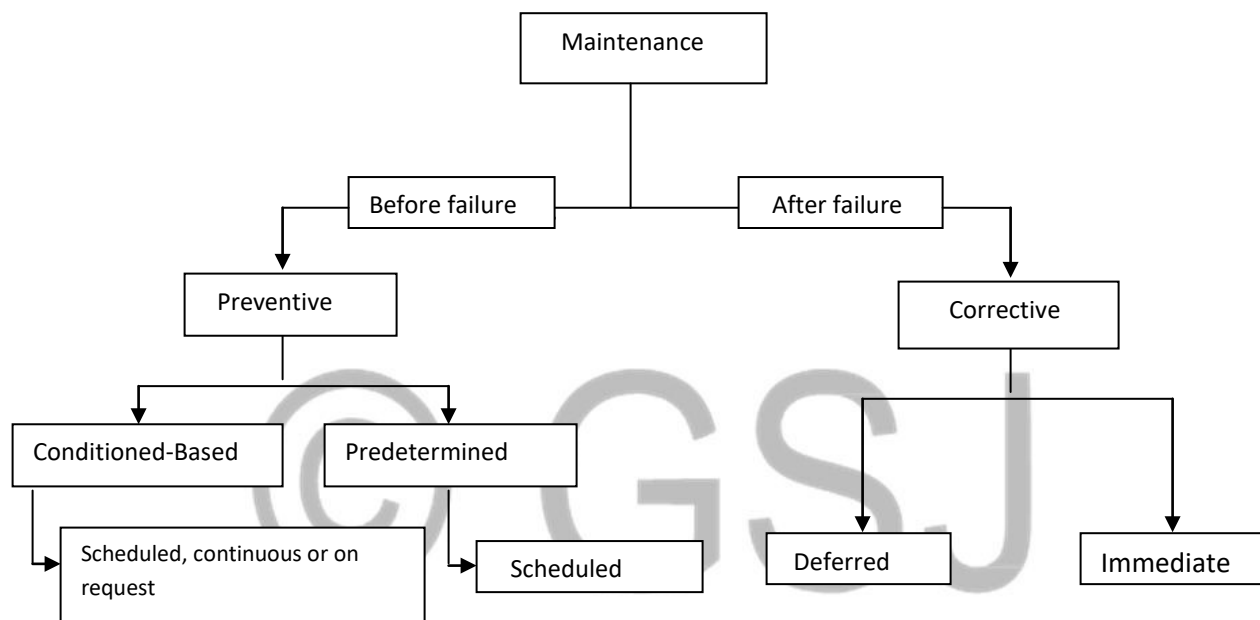 Maintenance
Before failure
After failure
Preventive
Corrective
Conditioned-Based
Predetermined
Scheduled, continuous or on
request
Scheduled
Deferred
Immediate
© GSJ